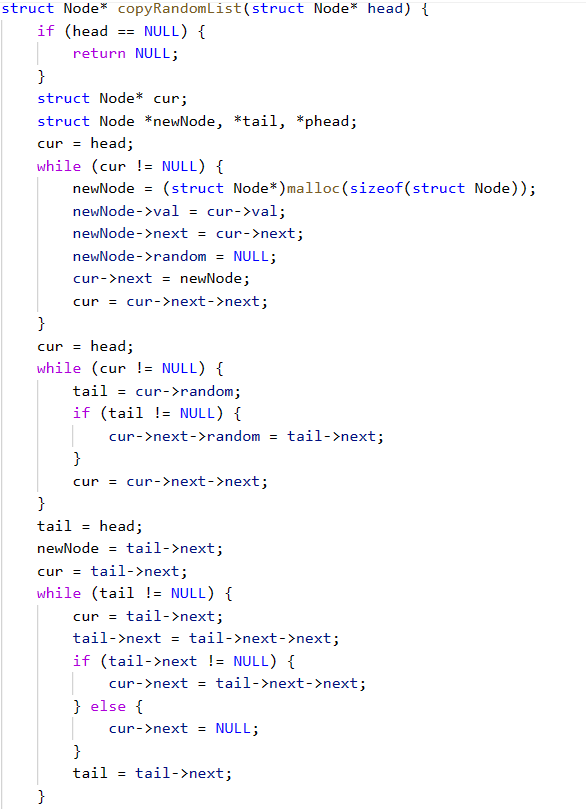 struct Node* copyRandomList(struct Node* head) {
    if (head == NULL) {
        return NULL;
    }
    struct Node* cur;
    struct Node *newNode, *tail, *phead;
    cur = head;
    while (cur != NULL) {
        newNode = (struct Node*)malloc(sizeof(struct Node));
        newNode->val = cur->val;
        newNode->next = cur->next;
        newNode->random = NULL;
        cur->next = newNode;
        cur = cur->next->next;
    }
    cur = head;
    while (cur != NULL) {
        tail = cur->random;
        if (tail != NULL) {
            cur->next->random = tail->next;
        }
        cur = cur->next->next;
    }
    tail = head;
    newNode = tail->next;
    cur = tail->next;
    while (tail != NULL) {
        cur = tail->next;
        tail->next = tail->next->next;
        if (tail->next != NULL) {
            cur->next = tail->next->next;
        } else {
            cur->next = NULL;
        }
        tail = tail->next;
    }